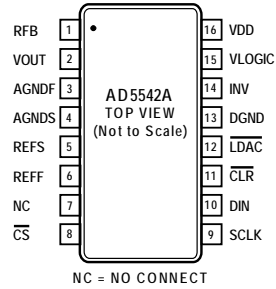 RFB 1 16 VDD
VOUT 2 15 VLOGIC
AGNDF 3 14 INV
AGNDS 4 13 DGND
REFS 5 12 LDAC
REFF 6 11 CLR
NC 7 10 DIN
CS 8 9 SCLK
AD5542A
TOP VIEW
(Not to Scale)
NC = NO CONNECT